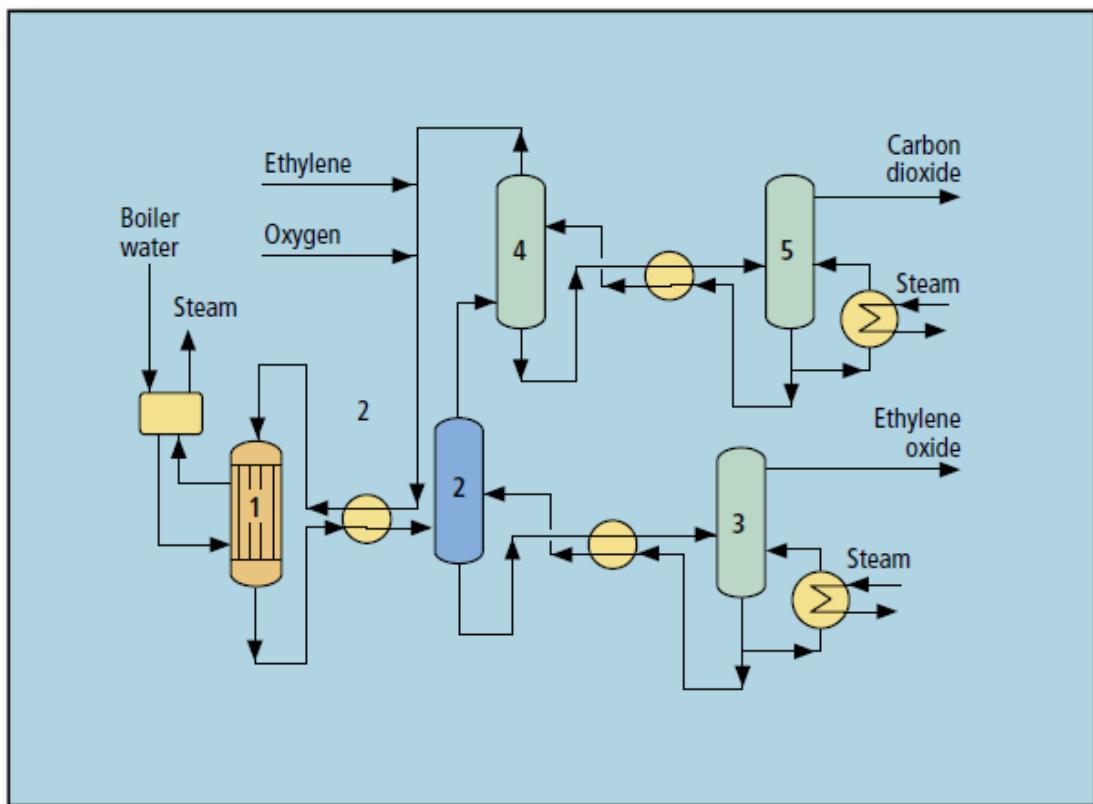 Carbon
dioxide
Ethylene
Boiler
water
Oxygen
4
5
Steam
Steam
2
Ethylene
oxide
1
2
3
Steam